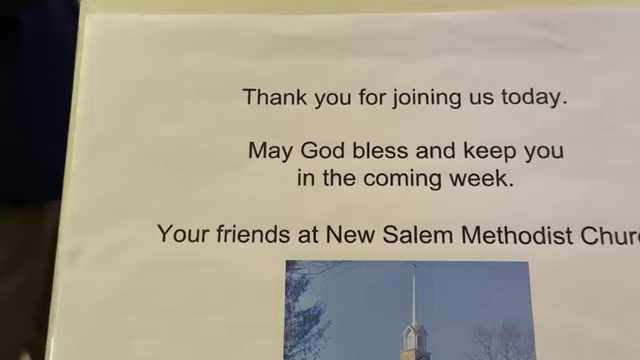 Thank you for joining us today.
May God bless and keep you
in the coming week.
Your friends at New Salem Methodist Chur